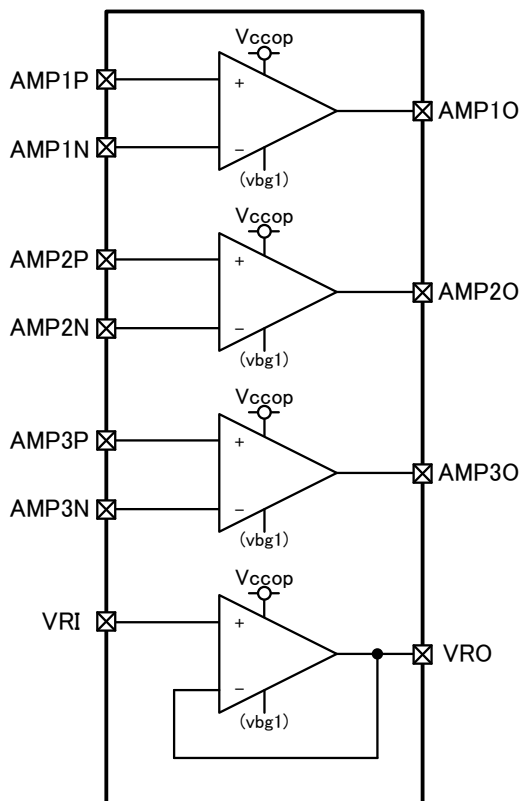 Vccop
AMP1P
+
AMP1O
AMP1N
−
(vbg1)
Vccop
AMP2P
+
AMP2O
AMP2N
−
(vbg1)
Vccop
AMP3P
+
AMP3O
AMP3N
−
(vbg1)
Vccop
VRI
+
VRO
−
(vbg1)